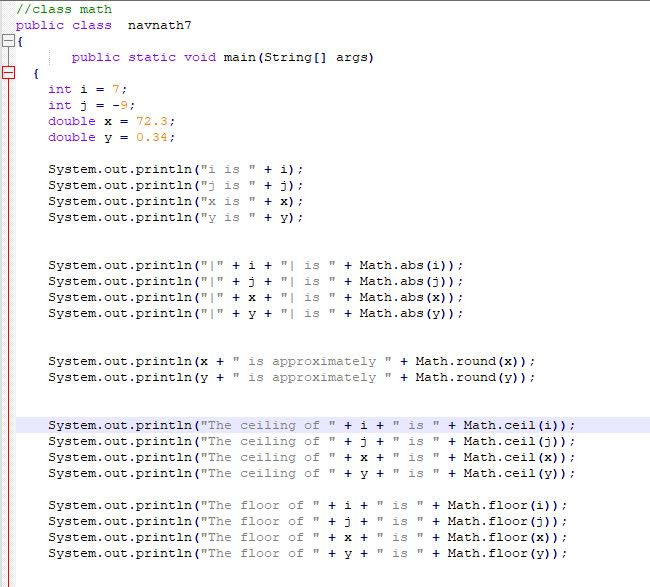 //class math
public class  navnath7
{
public static void main(String[] args)
{
int i = 7;
int j = -9;
double x = 72.3;
double y = 0.34;
System.out.println("i is " + i);
System.out.println("j is " + j);
System.out.println("x is " + x);
System.out.println("y is " + y);
System.out.println("|" + i + "| is " + Math.abs(i));
System.out.println("|" + j + "| is " + Math.abs(j));
System.out.println("|" + x + "| is " + Math.abs(x));
System.out.println("|" + y + "| is " + Math.abs(y));
System.out.println(x + " is approximately " + Math.round(x));
System.out.println(y + " is approximately " + Math.round(y));
System.out.println("The ceiling of " + i + " is " + Math.ceil(i));
System.out.println("The ceiling of " + j + " is " + Math.ceil(j));
System.out.println("The ceiling of " + x + " is " + Math.ceil(x));
System.out.println("The ceiling of " + y + " is " + Math.ceil(y));
System.out.println("The floor of " + i + " is " + Math.floor(i));
System.out.println("The floor of " + j + " is " + Math.floor(j));
System.out.println("The floor of " + x + " is " + Math.floor(x));
System.out.println("The floor of " + y + " is " + Math.floor(y));